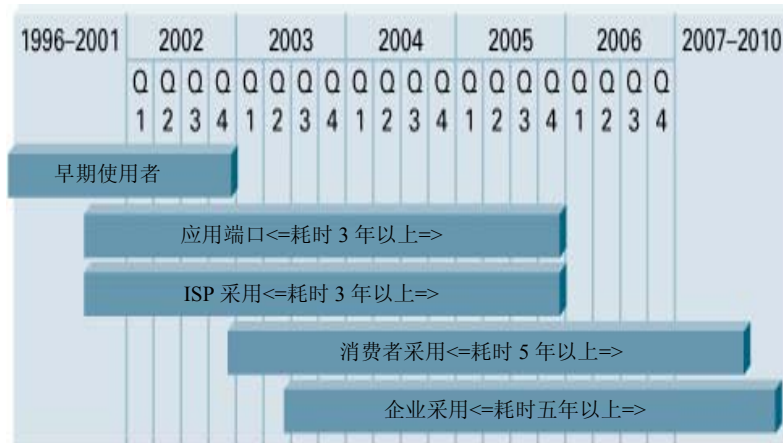 1996–2001 2002 2003 2004 2005 2006 2007–2010
Q Q Q Q Q Q Q Q Q Q Q Q Q Q Q Q Q Q Q Q
1 2 3 4 1 2 3 4 1 2 3 4 1 2 3 4 1 2 3 4
早期使用者
应用端口<=耗时 3 年以上=>
ISP 采用<=耗时 3 年以上=>
消费者采用<=耗时 5 年以上=>
企业采用<=耗时五年以上=>